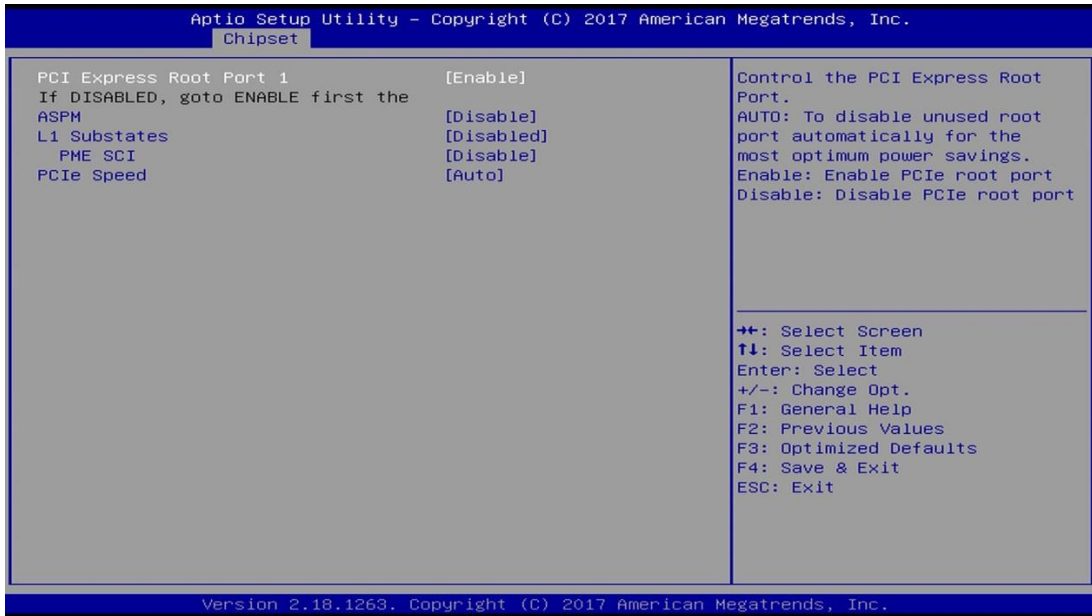 Aptio Setup Utility – Copyright (C) 2017 American Megatrends, Inc.
Chipset
PCI Express Root Port 1 [Enable]
If DISABLED, goto ENABLE first the
ASPM [Disable]
L1 Substates [Disabled]
PME SCI [Disable]
PCIe Speed [Auto]
Control the PCI Express Root
Port.
AUTO: To disable unused root
port automatically for the
most optimum power savings.
Enable: Enable PCIe root port
Disable: Disable PCIe root port
→←: Select Screen
↑↓: Select Item
Enter: Select
+/-: Change Opt.
F1: General Help
F2: Previous Values
F3: Optimized Defaults
F4: Save & Exit
ESC: Exit
Version 2.18.1263. Copyright (C) 2017 American Megatrends, Inc.